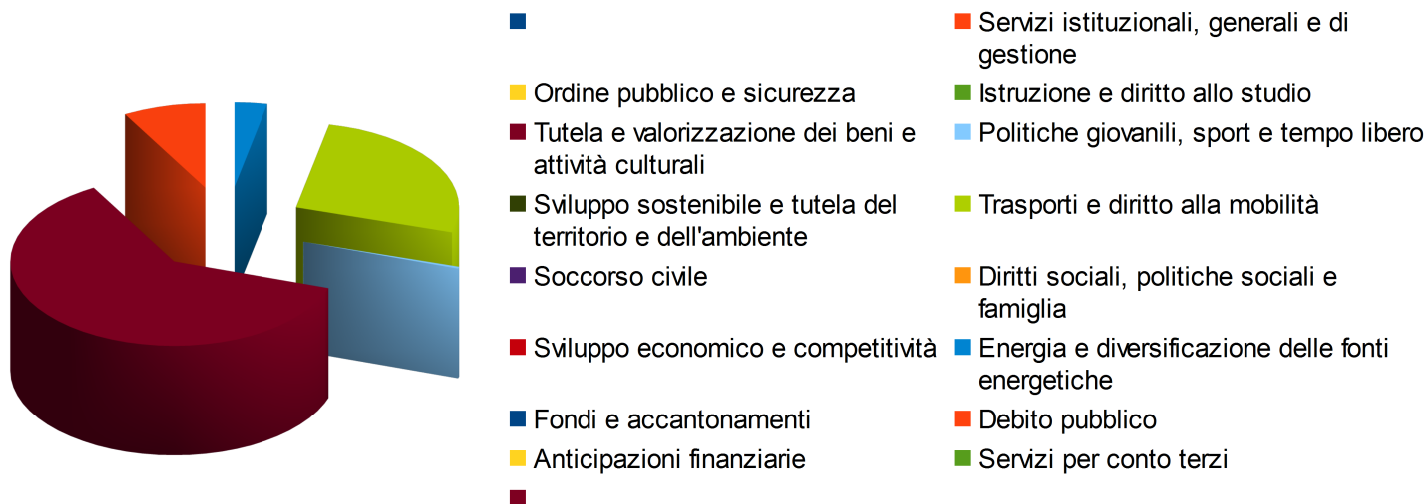 Servizi istituzionali, generali e di
gestione
Ordine pubblico e sicurezza
Istruzione e diritto allo studio
Tutela e valorizzazione dei beni e
attività culturali
Politiche giovanili, sport e tempo libero
Sviluppo sostenibile e tutela del
territorio e dell'ambiente
Trasporti e diritto alla mobilità
Soccorso civile
Diritti sociali, politiche sociali e
famiglia
Sviluppo economico e competitività
Energia e diversificazione delle fonti
energetiche
Fondi e accantonamenti
Debito pubblico
Anticipazioni finanziarie
Servizi per conto terzi